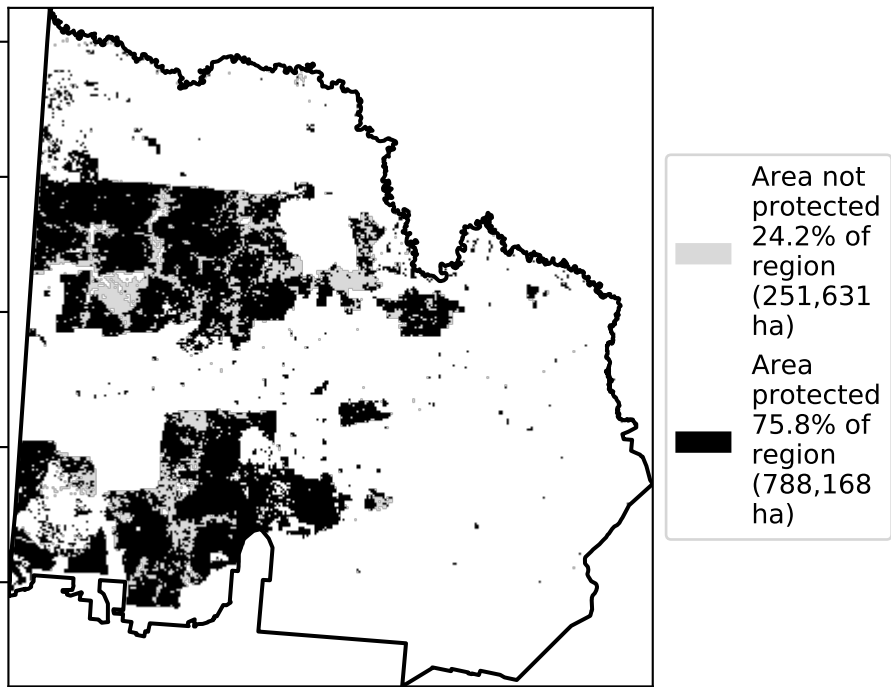 Area not
protected
24.2% of
region
(251,631
ha)
Area
protected
75.8% of
region
(788,168
ha)